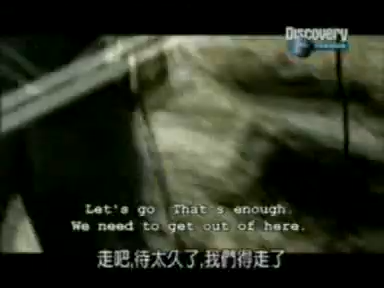 Discovery
Let's go That's enough.
We need to get out of here.
走吧,待太久了,我們得走了